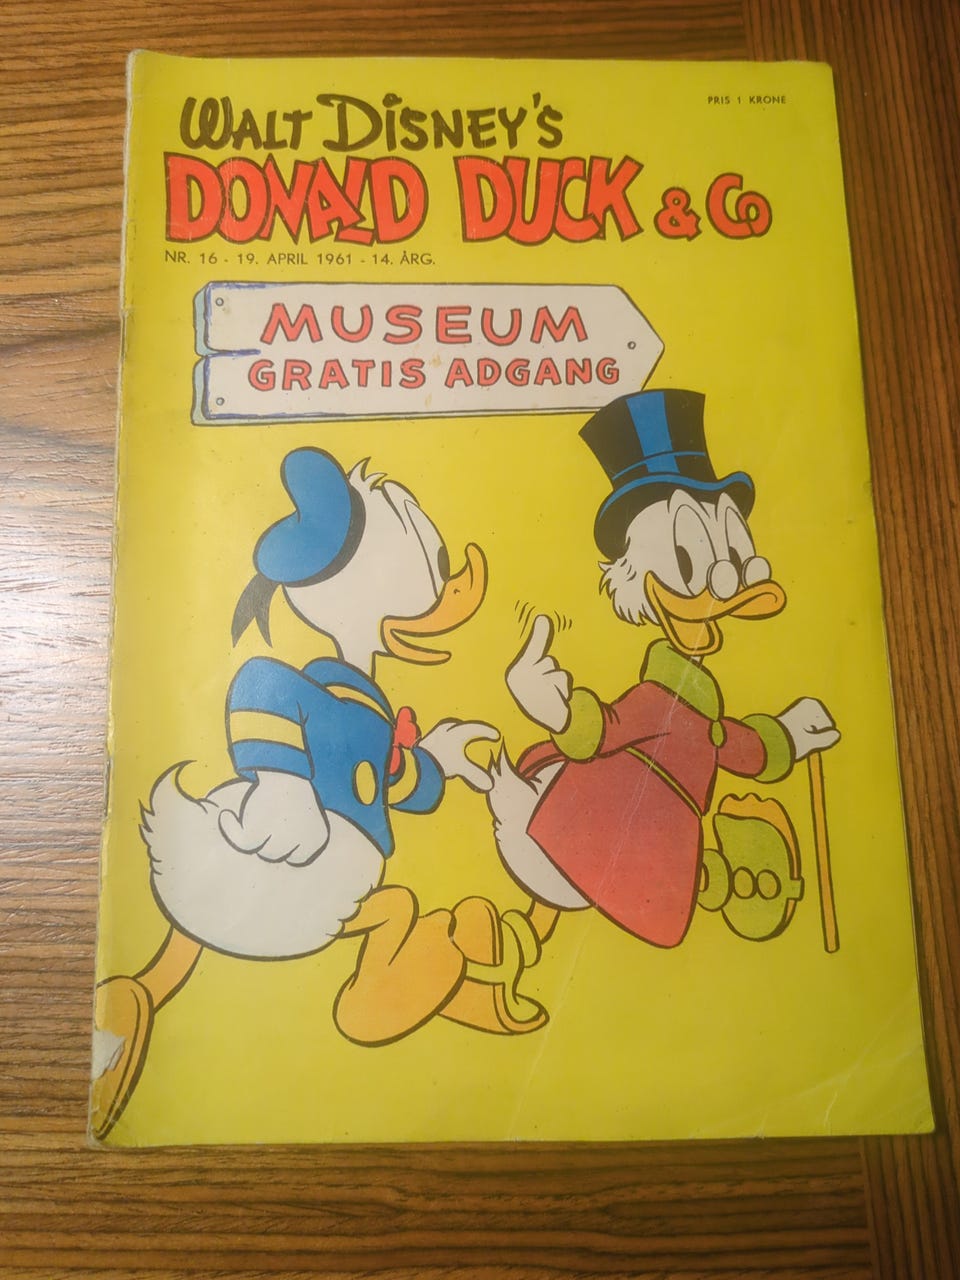 PRIS 1 KRONE
WALT DISNEY'S
DONALD DUCK & Co
NR. 16 - 19. APRIL 1961 - 14. ÅRG.
MUSEUM
GRATIS ADGANG